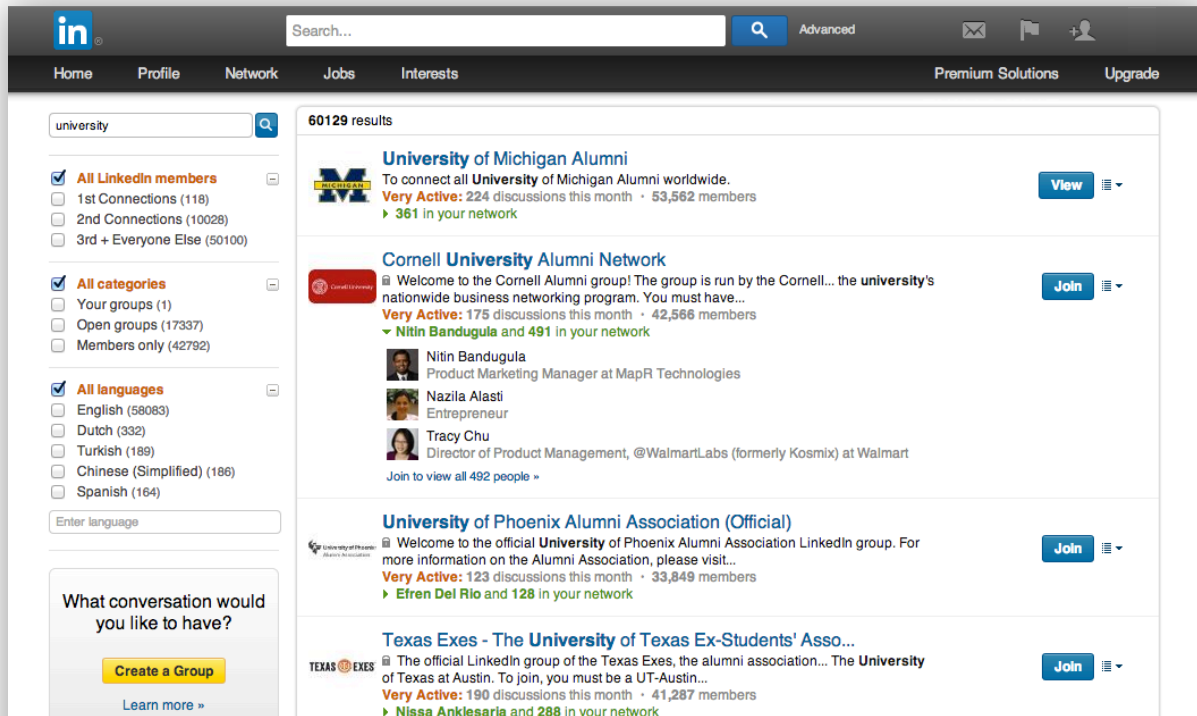 in®
Search...
Advanced
Home Profile Network Jobs Interests Premium Solutions Upgrade
university
All LinkedIn members
1st Connections (118)
2nd Connections (10028)
3rd + Everyone Else (50100)
All categories
Your groups (1)
Open groups (17337)
Members only (42792)
All languages
English (58083)
Dutch (332)
Turkish (189)
Chinese (Simplified) (186)
Spanish (164)
Enter language
What conversation would
you like to have?
Create a Group
Learn more »
60129 results
MICHIGAN
University of Michigan Alumni
To connect all University of Michigan Alumni worldwide.
Very Active: 224 discussions this month · 53,562 members
361 in your network
View
Cornell University
Cornell University Alumni Network
Welcome to the Cornell Alumni group! The group is run by the Cornell... the university's
nationwide business networking program. You must have...
Very Active: 175 discussions this month · 42,566 members
Nitin Bandugula and 491 in your network
Join
Nitin Bandugula
Product Marketing Manager at MapR Technologies
Nazila Alasti
Entrepreneur
Tracy Chu
Director of Product Management, @WalmartLabs (formerly Kosmix) at Walmart
Join to view all 492 people »
University of Phoenix
Alumni Association
University of Phoenix Alumni Association (Official)
Welcome to the official University of Phoenix Alumni Association LinkedIn group. For
more information on the Alumni Association, please visit...
Very Active: 123 discussions this month · 33,849 members
Efren Del Rio and 128 in your network
Join
TEXAS EXES
Texas Exes - The University of Texas Ex-Students' Asso...
The official LinkedIn group of the Texas Exes, the alumni association... The University
of Texas at Austin. To join, you must be a UT-Austin...
Very Active: 190 discussions this month · 41,287 members
Nissa Anklesaria and 288 in your network
Join